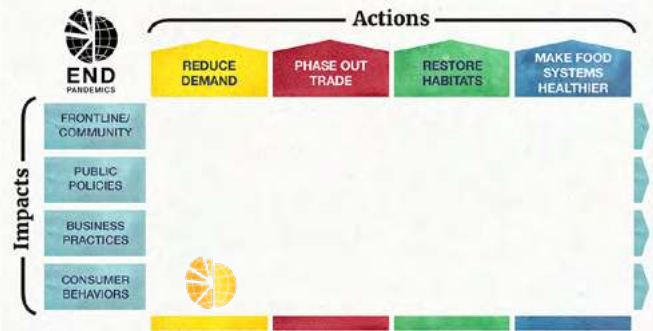 Actions
END
PANDEMICS
REDUCE
DEMAND
PHASE OUT
TRADE
RESTORE
HABITATS
MAKE FOOD
SYSTEMS
HEALTHIER
Impacts
FRONTLINE/
COMMUNITY
PUBLIC
POLICIES
BUSINESS
PRACTICES
CONSUMER
BEHAVIORS